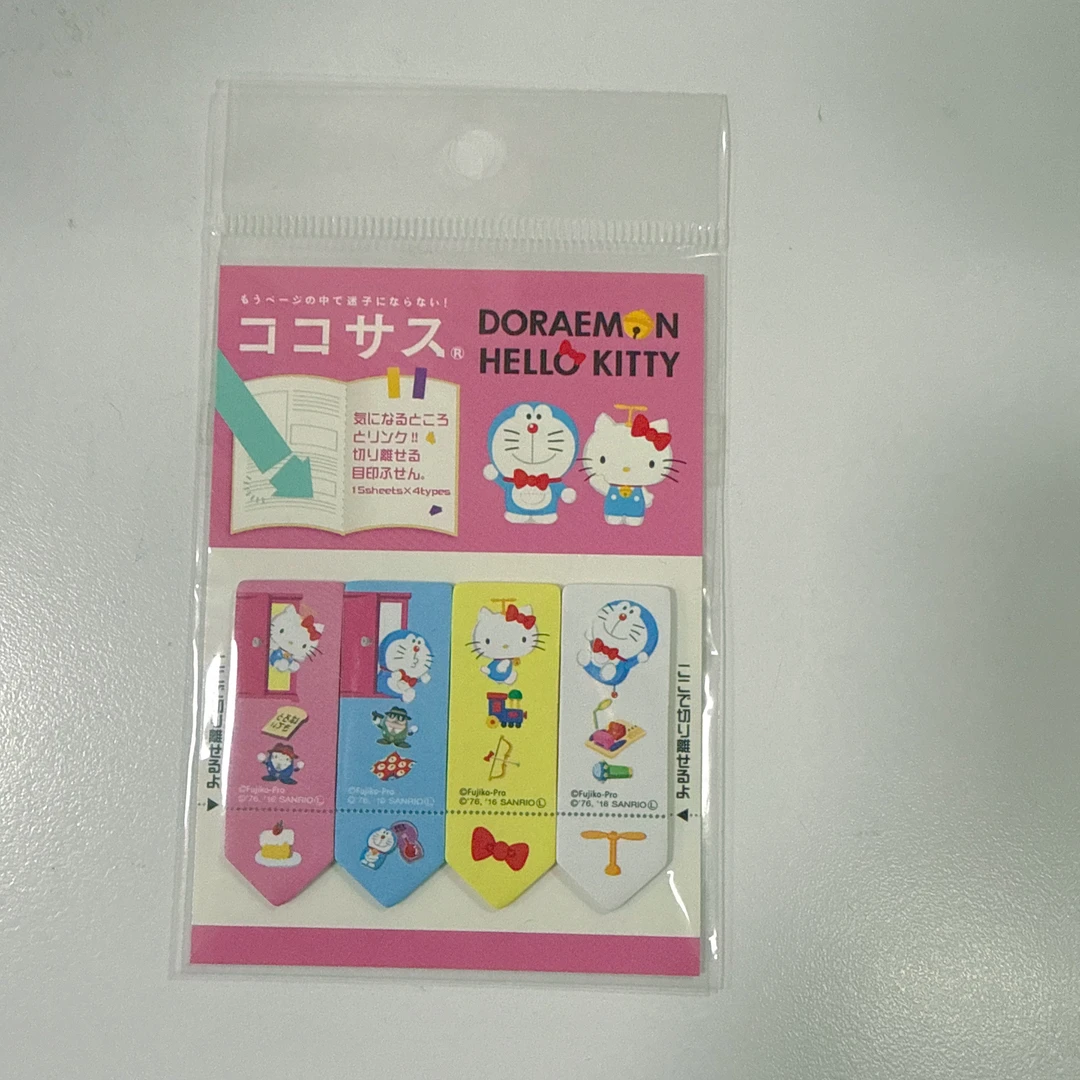 もうページの中で迷子にならない!
ココサス®
DORAEMON
HELLO KITTY
気になるところ
とリンク!!
切り離せる
目印ふせん。
15sheets×4types
©Fujiko-Pro
©'76, '16 SANRIO Ⓛ
©Fujiko-Pro
©'76, '16 SANRIO Ⓛ
©Fujiko-Pro
©'76, '16 SANRIO Ⓛ
©Fujiko-Pro
©'76, '16 SANRIO Ⓛ
ここで切り離せるよ
り離せるよ